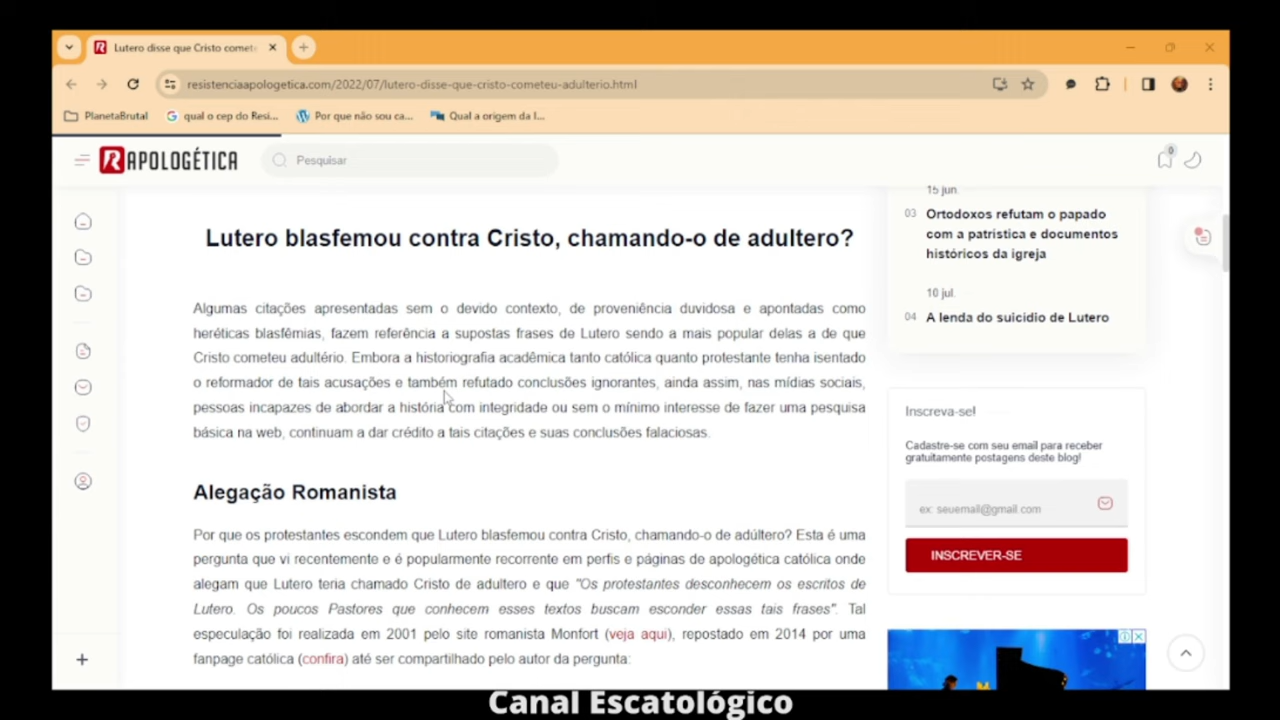 Lutero disse que Cristo comet
resistenciaapologetica.com/2022/07/lutero-disse-que-cristo-cometeu-adulterio.html
PlanetaBrutal
qual o cep do Resi...
Por que não sou ca...
Qual a origem da I...
R APOLOGÉTICA
Pesquisar
0
Lutero blasfemou contra Cristo, chamando-o de adultero?
Algumas citações apresentadas sem o devido contexto, de proveniência duvidosa e apontadas como
heréticas blasfêmias, fazem referência a supostas frases de Lutero sendo a mais popular delas a de que
Cristo cometeu adultério. Embora a historiografia acadêmica tanto católica quanto protestante tenha isentado
o reformador de tais acusações e também refutado conclusões ignorantes, ainda assim, nas mídias sociais,
pessoas incapazes de abordar a história com integridade ou sem o mínimo interesse de fazer uma pesquisa
básica na web, continuam a dar crédito a tais citações e suas conclusões falaciosas.
Alegação Romanista
Por que os protestantes escondem que Lutero blasfemou contra Cristo, chamando-o de adúltero? Esta é uma
pergunta que vi recentemente e é popularmente recorrente em perfis e páginas de apologética católica onde
alegam que Lutero teria chamado Cristo de adultero e que "Os protestantes desconhecem os escritos de
Lutero. Os poucos Pastores que conhecem esses textos buscam esconder essas tais frases". Tal
especulação foi realizada em 2001 pelo site romanista Monfort (veja aqui), repostado em 2014 por uma
fanpage católica (confira) até ser compartilhado pelo autor da pergunta:
15 jun.
03 Ortodoxos refutam o papado
com a patrística e documentos
históricos da igreja
10 jul.
04 A lenda do suicídio de Lutero
Inscreva-se!
Cadastre-se com seu email para receber
gratuitamente postagens deste blog!
ex: seuemail@gmail.com
INSCREVER-SE
Canal Escatológico